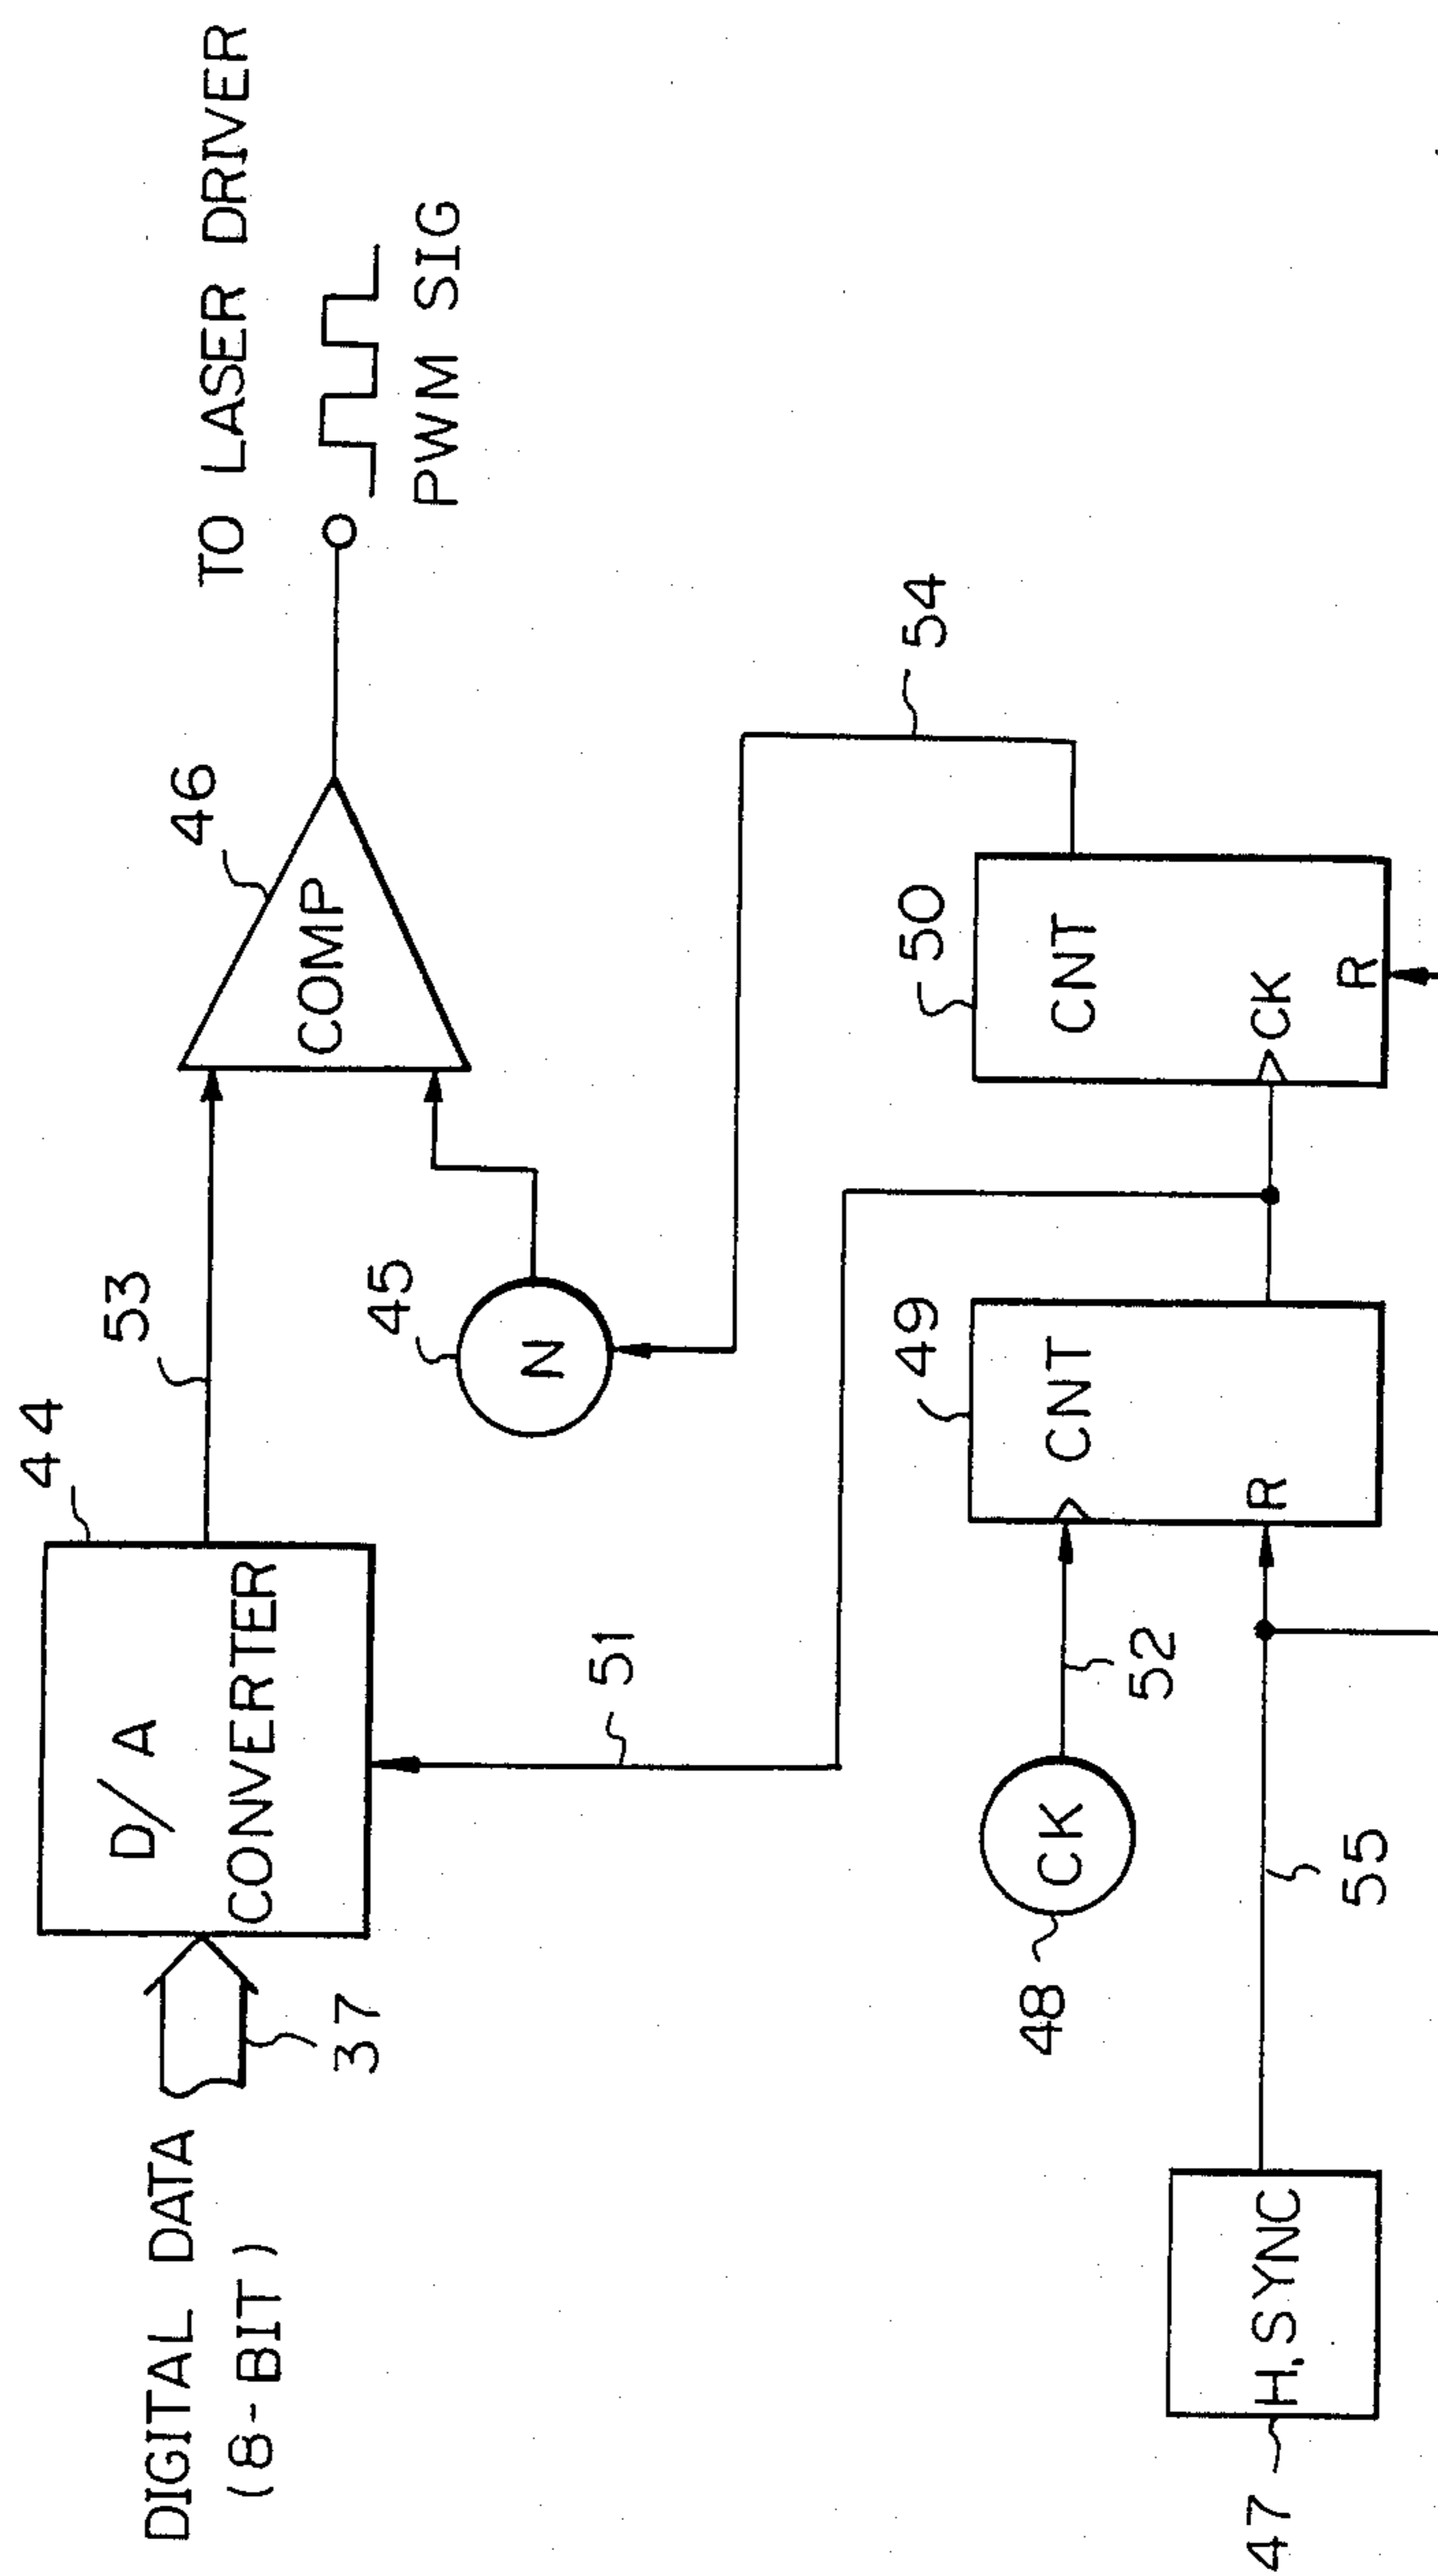 TO LASER DRIVER
PWM SIG
46
COMP
53
44
D/A
CONVERTER
DIGITAL DATA
(8-BIT)
37
45
N
54
50
CNT
CK
R
49
CNT
R
51
52
CK
48
55
H,SYNC
47